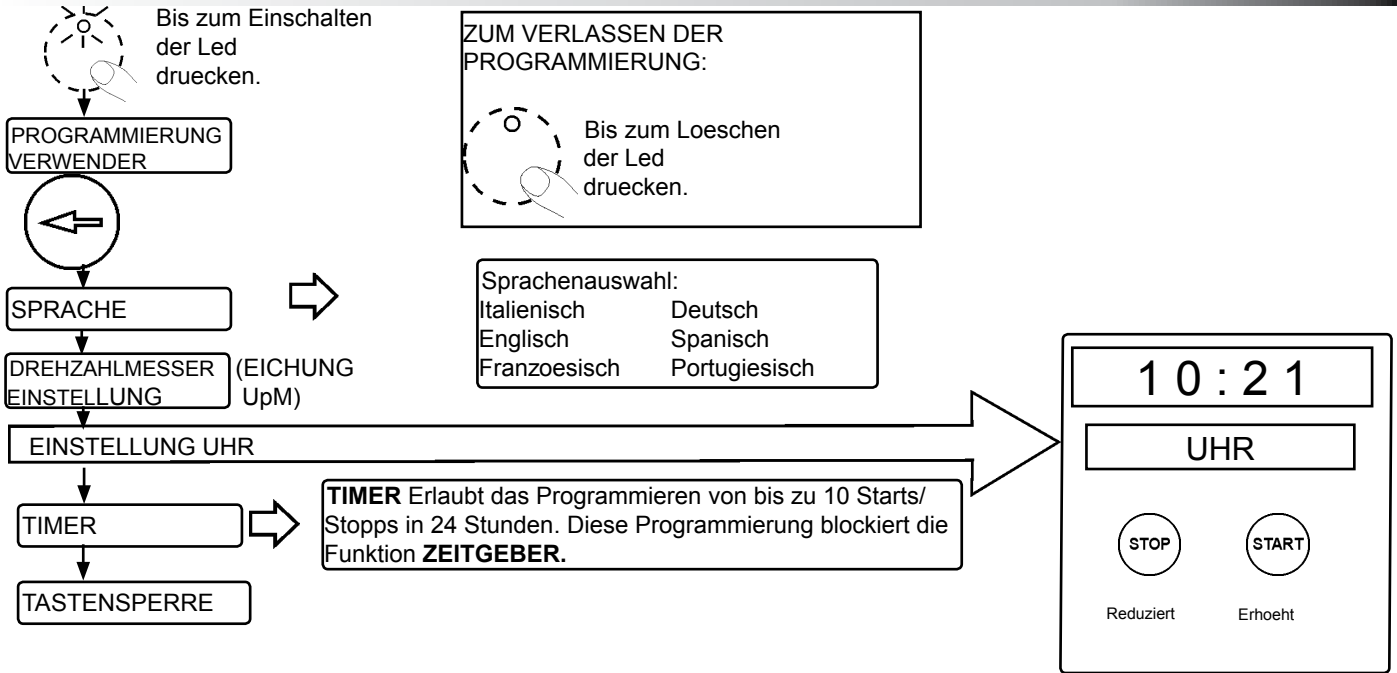 Bis zum Einschalten
der Led
druecken.
ZUM VERLASSEN DER
PROGRAMMIERUNG:
Bis zum Loeschen
der Led
druecken.
PROGRAMMIERUNG
VERWENDER
SPRACHE
Sprachenauswahl:
Italienisch Deutsch
Englisch Spanisch
Franzoesisch Portugiesisch
DREHZAHLMESSER
EINSTELLUNG
(EICHUNG
UpM)
EINSTELLUNG UHR
TIMER
TIMER Erlaubt das Programmieren von bis zu 10 Starts/
Stopps in 24 Stunden. Diese Programmierung blockiert die
Funktion ZEITGEBER.
TASTENSPERRE
10:21
UHR
STOP START
Reduziert Erhoeht